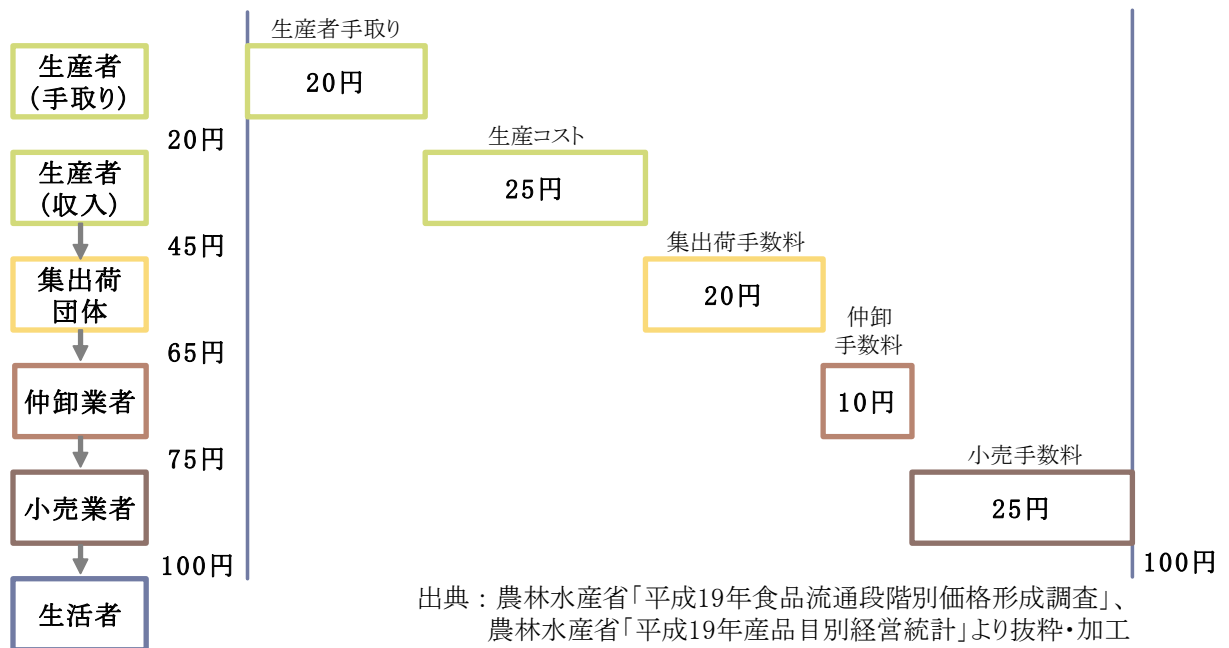 生産者手取り
生産者
(手取り)
20円
20円
生産コスト
生産者
(収入)
25円
45円
集出荷手数料
集出荷
団体
20円
仲卸
手数料
65円
仲卸業者
10円
75円
小売手数料
小売業者
25円
100円
100円
生活者
出典：農林水産省「平成19年食品流通段階別価格形成調査」、
農林水産省「平成19年産品目別経営統計」より抜粋・加工